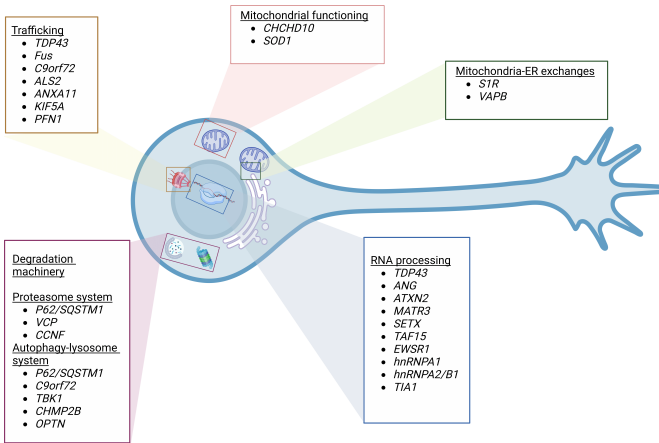 Trafficking
• TDP43
• Fus
• C9orf72
• ALS2
• ANXA11
• KIF5A
• PFN1
Mitochondrial functioning
• CHCHD10
• SOD1
Mitochondria-ER exchanges
• S1R
• VAPB
Degradation
machinery
Proteasome system
• P62/SQSTM1
• VCP
• CCNF
Autophagy-lysosome
system
• P62/SQSTM1
• C9orf72
• TBK1
• CHMP2B
• OPTN
RNA processing
• TDP43
• ANG
• ATXN2
• MATR3
• SETX
• TAF15
• EWSR1
• hnRNPA1
• hnRNPA2/B1
• TIA1